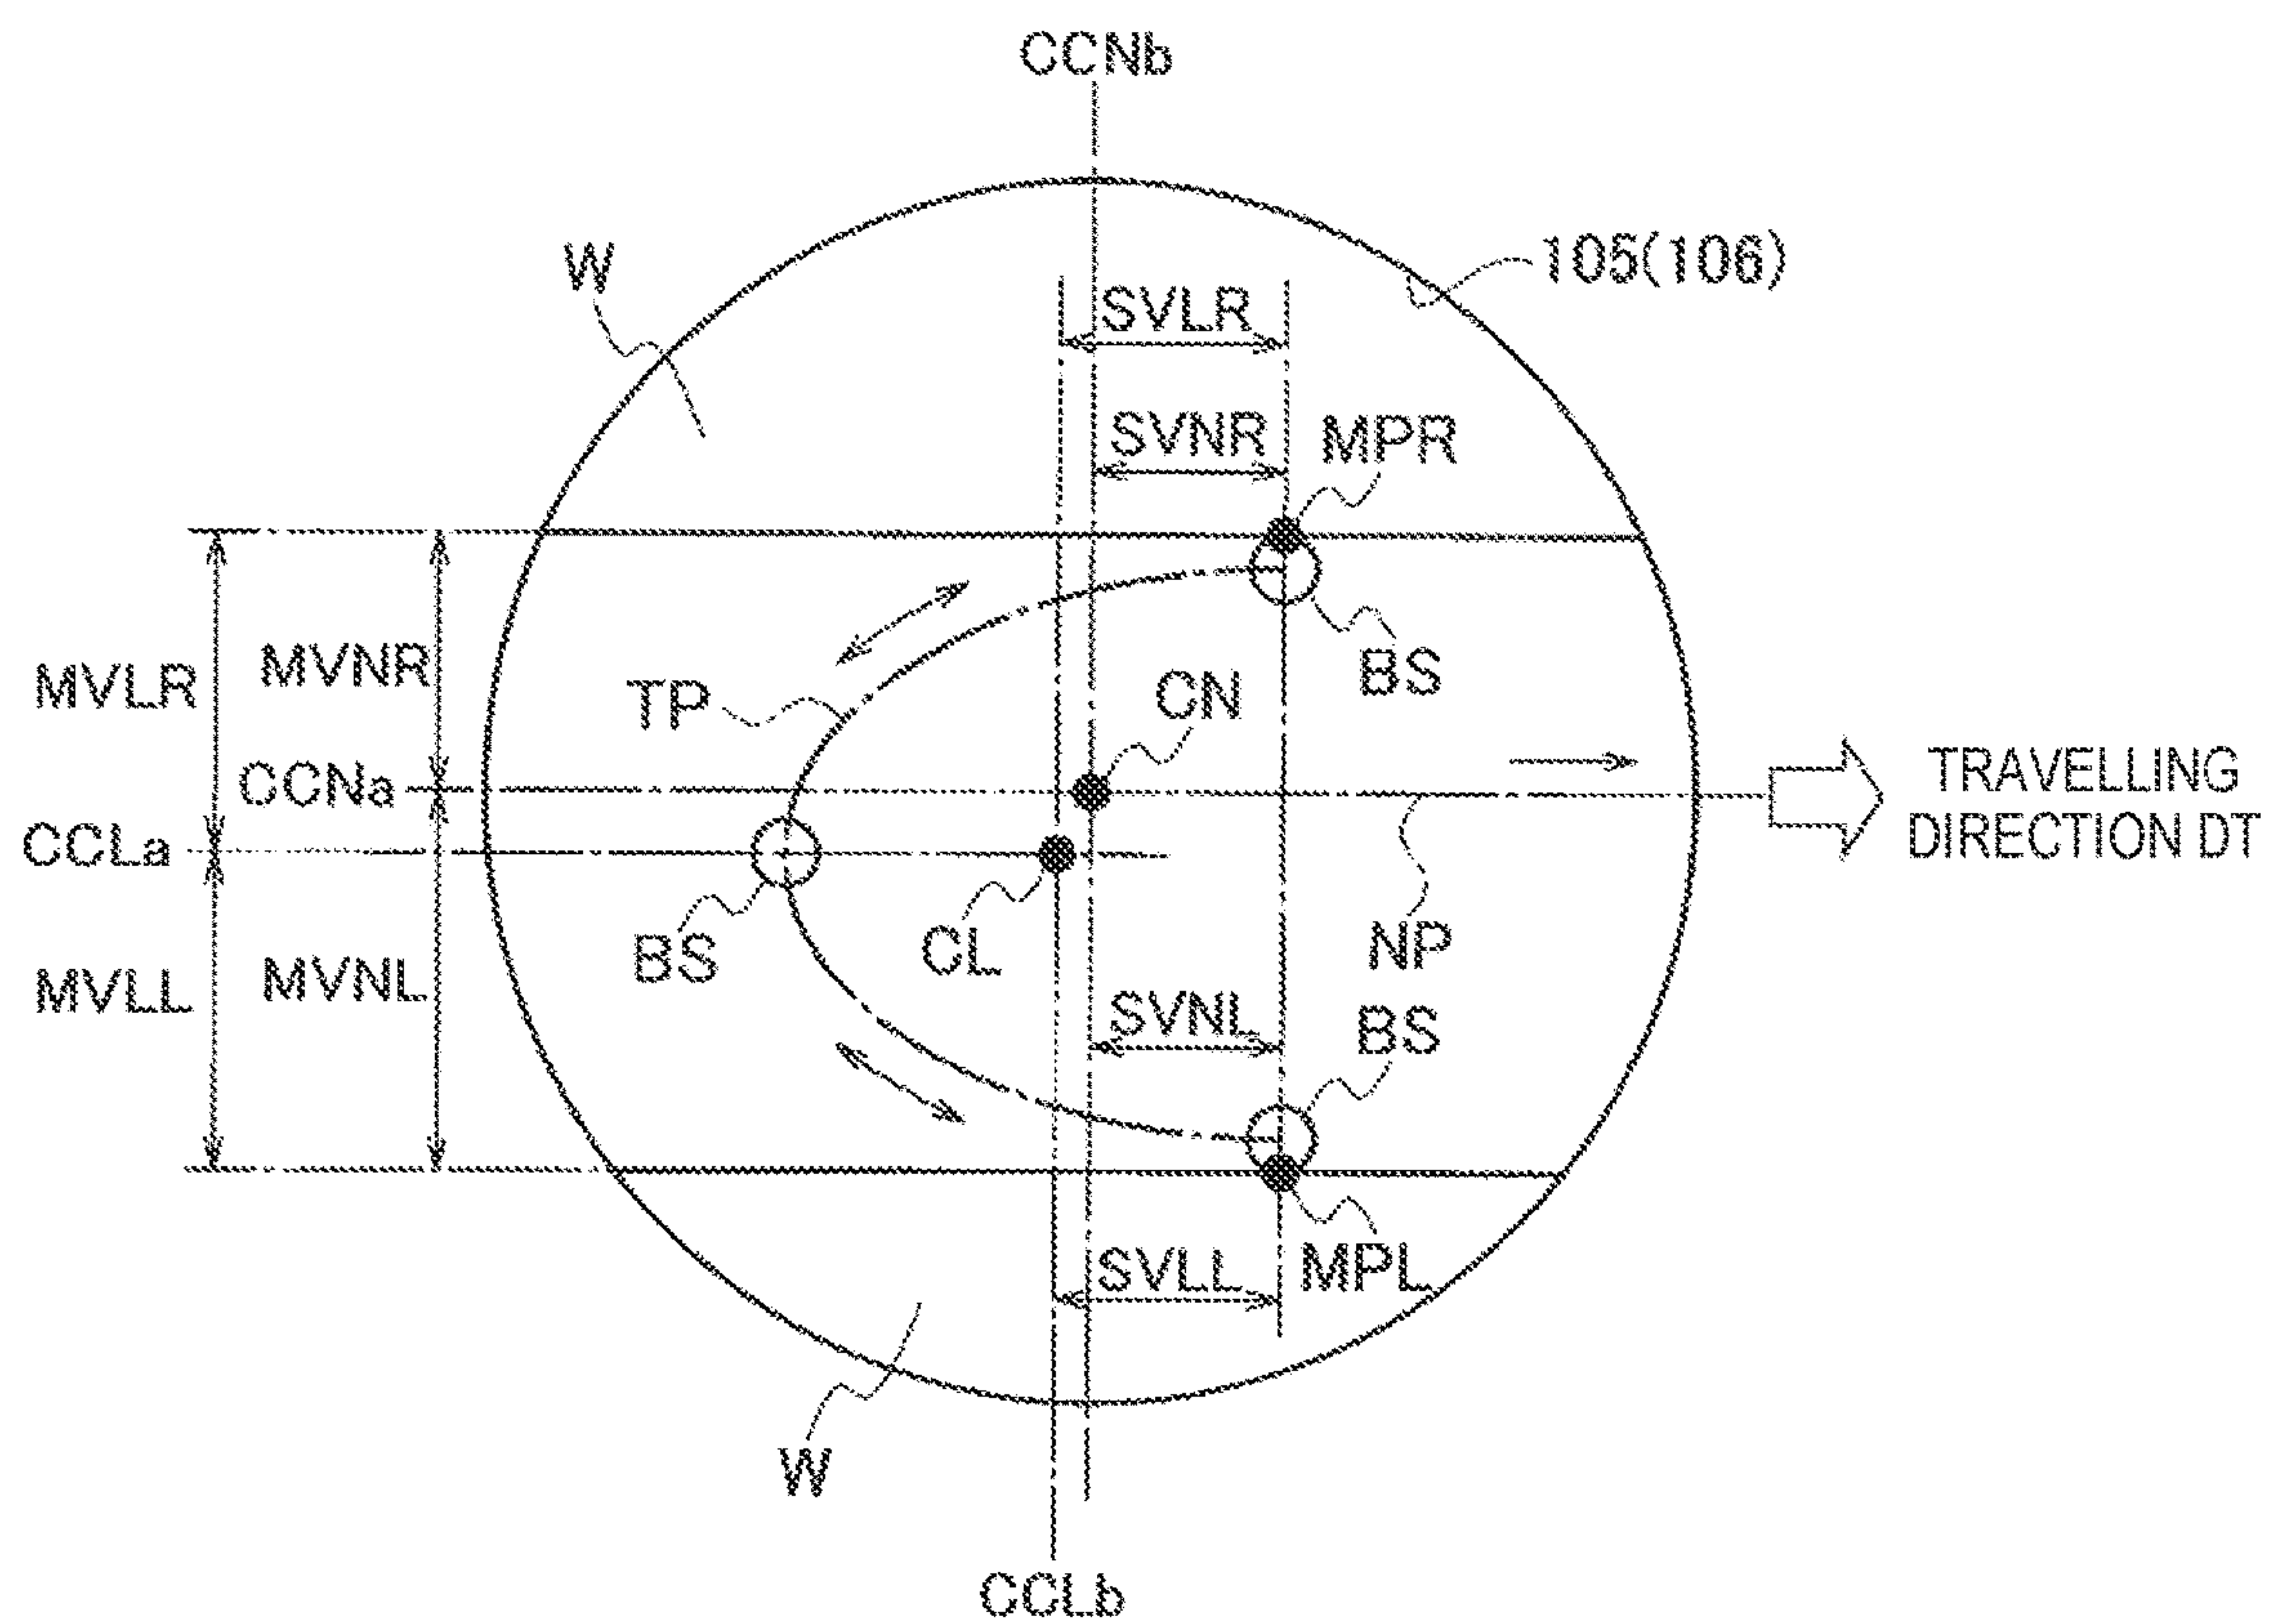 CCNb
W
105(106)
SVLR
SVNR
MPR
BS
MVLR
MVNR
TP
CN
CCNa
TRAVELLING
DIRECTION DT
CCLa
BS
CL
NP
MVLL
MVNL
SVNL
BS
SVLL
MPL
W
CCLb